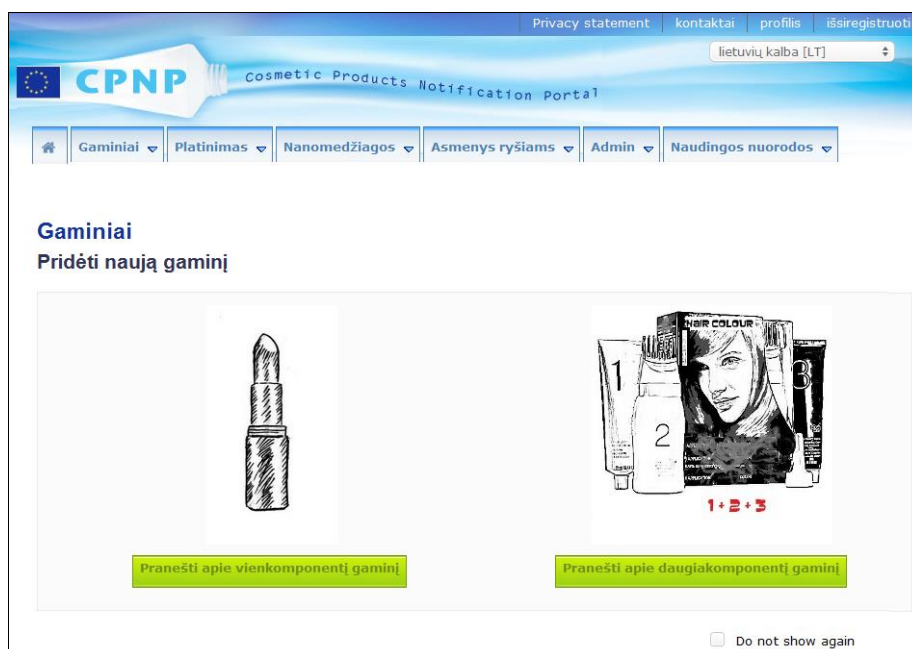 Privacy statement kontaktai profilis išsiregistruoti
lietuvių kalba [LT]
CPNP Cosmetic Products Notification Portal
Gaminiai Platinimas Nanomedžiagos Asmenys ryšiams Admin Naudingos nuorodos
Gaminiai
Pridėti naują gaminį
HAIR COLOUR
1
2
3
1+2+3
Pranešti apie vienkomponentį gaminį Pranešti apie daugiakomponentį gaminį
Do not show again